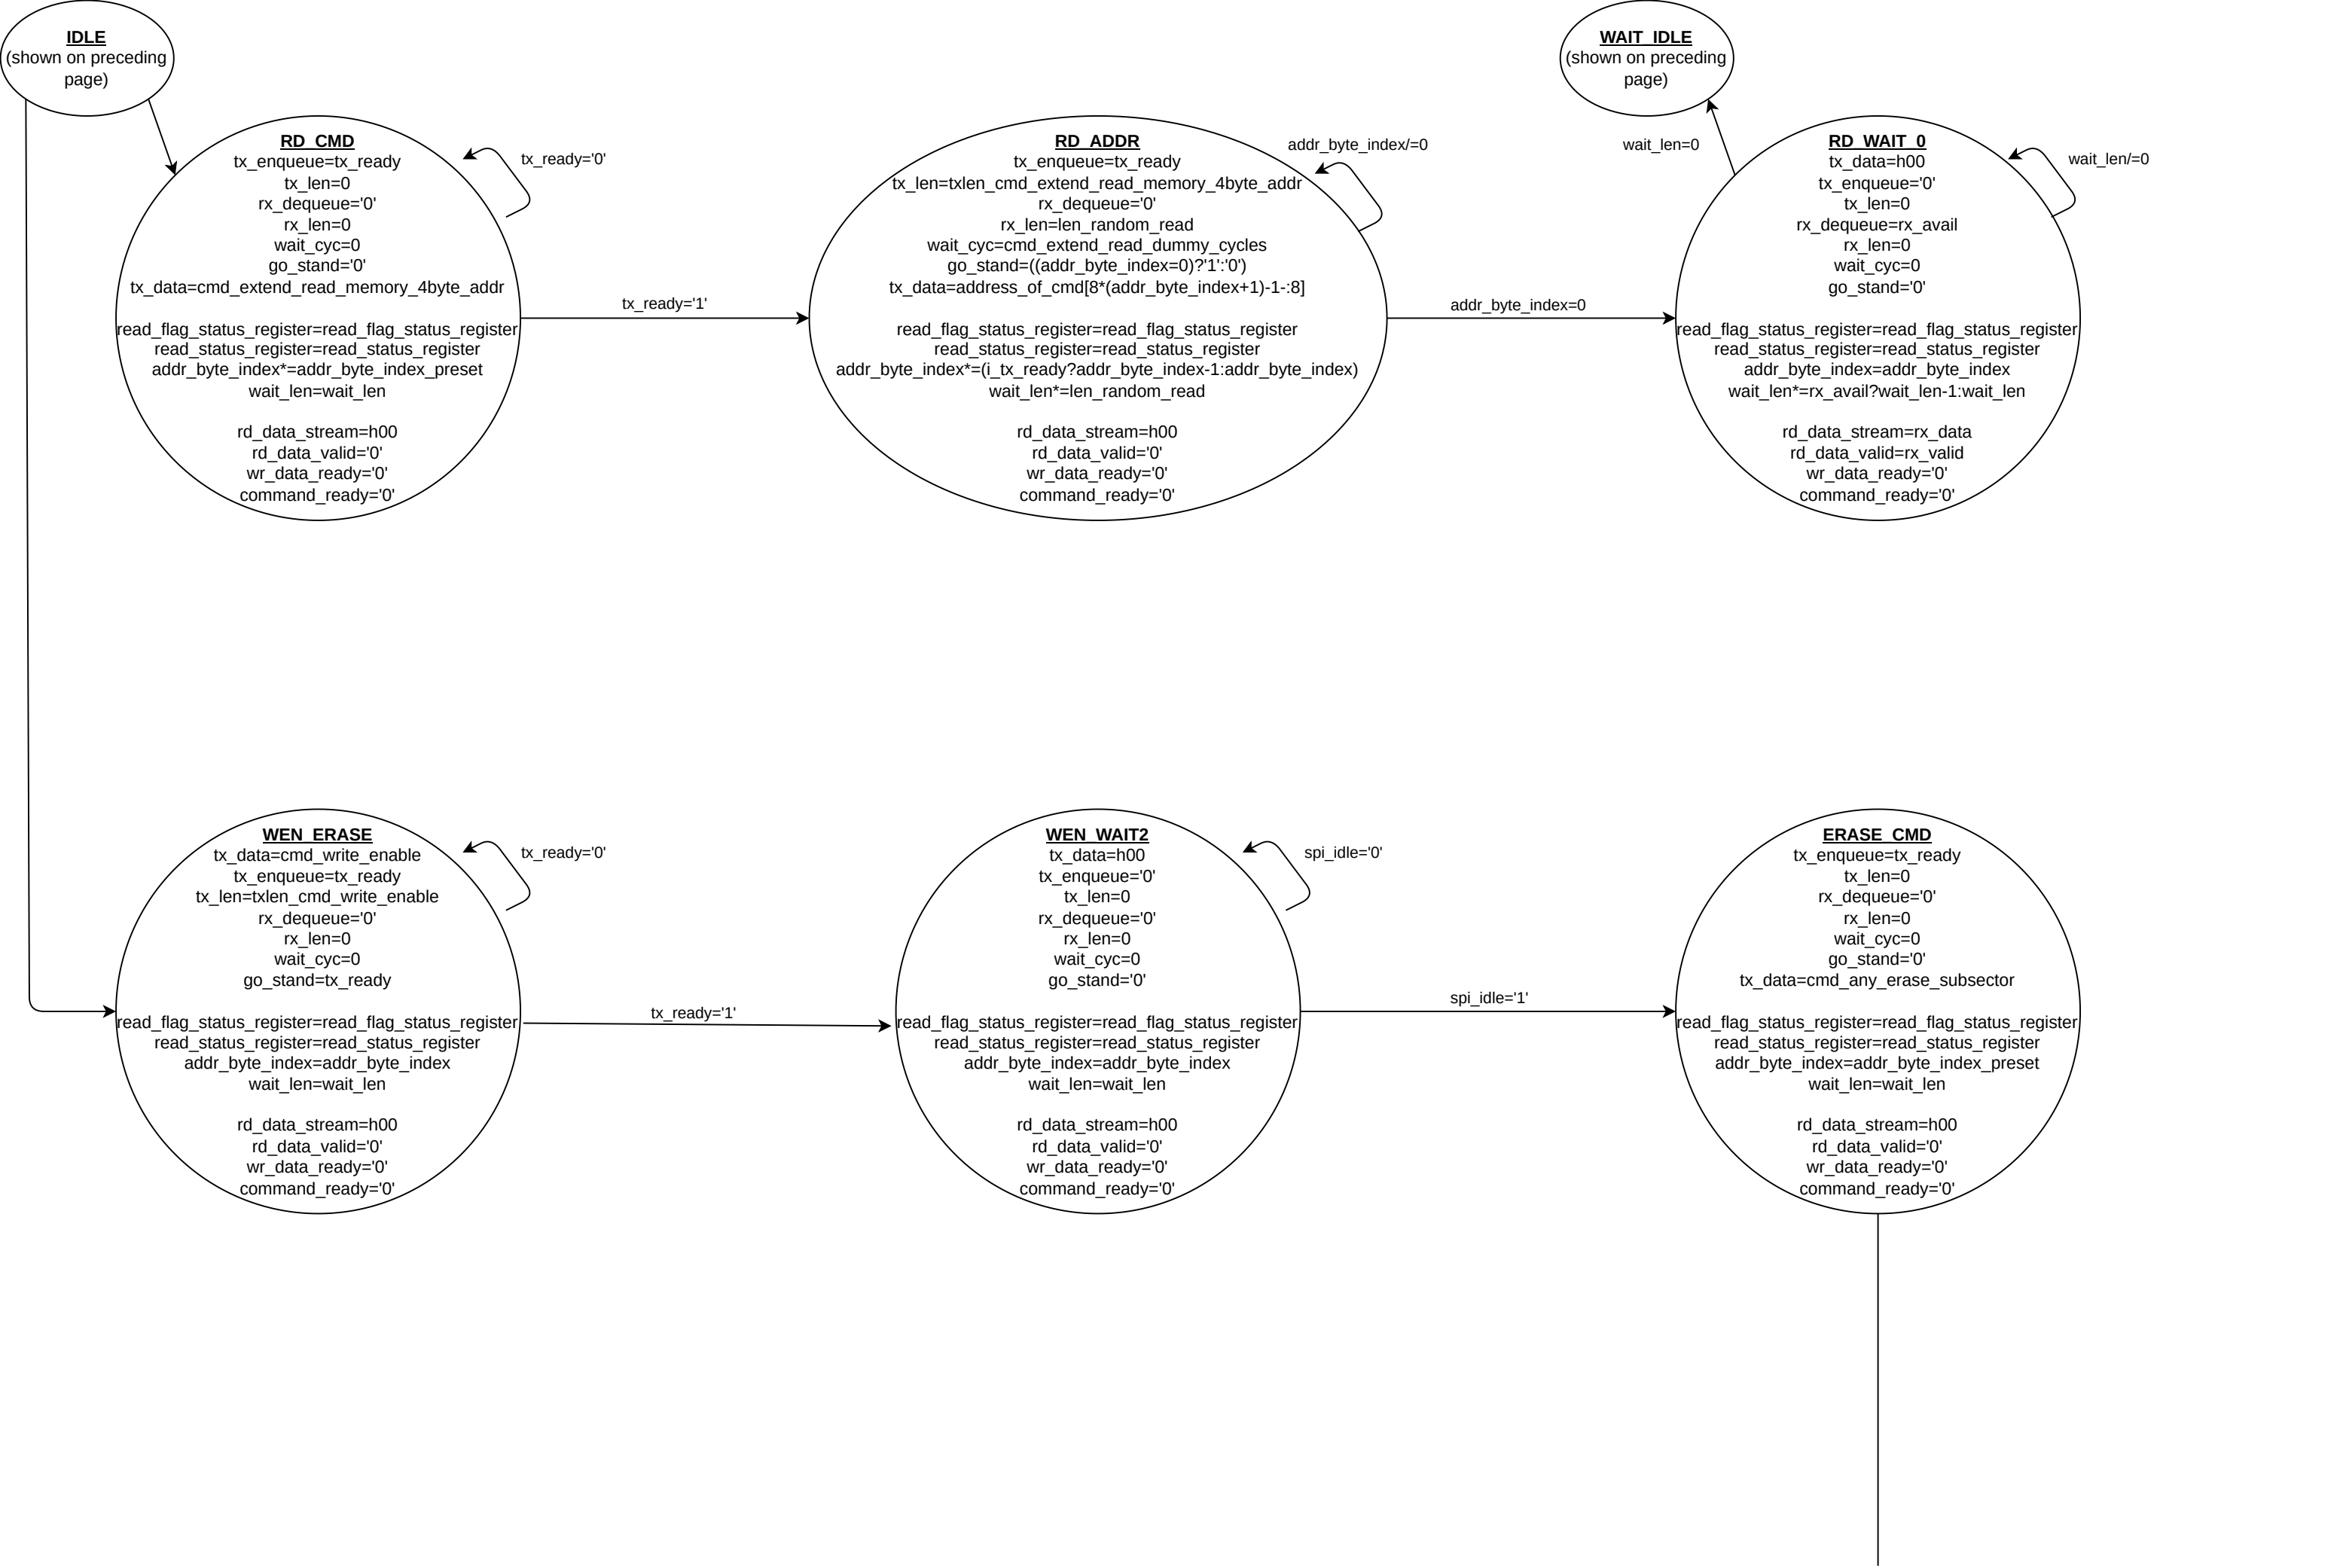 IDLE
(shown on preceding
page)
WAIT_IDLE
(shown on preceding
page)
RD_CMD
tx_enqueue=tx_ready
tx_len=0
rx_dequeue='0'
rx_len=0
wait_cyc=0
go_stand='0'
tx_data=cmd_extend_read_memory_4byte_addr
read_flag_status_register=read_flag_status_register
read_status_register=read_status_register
addr_byte_index*=addr_byte_index_preset
wait_len=wait_len
rd_data_stream=h00
rd_data_valid='0'
wr_data_ready='0'
command_ready='0'
tx_ready='0'
tx_ready='1'
RD_ADDR
tx_enqueue=tx_ready
tx_len=txlen_cmd_extend_read_memory_4byte_addr
rx_dequeue='0'
rx_len=len_random_read
wait_cyc=cmd_extend_read_dummy_cycles
go_stand=((addr_byte_index=0)?'1':'0')
tx_data=address_of_cmd[8*(addr_byte_index+1)-1-:8]
read_flag_status_register=read_flag_status_register
read_status_register=read_status_register
addr_byte_index*=(i_tx_ready?addr_byte_index-1:addr_byte_index)
wait_len*=len_random_read
rd_data_stream=h00
rd_data_valid='0'
wr_data_ready='0'
command_ready='0'
addr_byte_index/=0
addr_byte_index=0
wait_len=0
RD_WAIT_0
tx_data=h00
tx_enqueue='0'
tx_len=0
rx_dequeue=rx_avail
rx_len=0
wait_cyc=0
go_stand='0'
read_flag_status_register=read_flag_status_register
read_status_register=read_status_register
addr_byte_index=addr_byte_index
wait_len*=rx_avail?wait_len-1:wait_len
rd_data_stream=rx_data
rd_data_valid=rx_valid
wr_data_ready='0'
command_ready='0'
wait_len/=0
WEN_ERASE
tx_data=cmd_write_enable
tx_enqueue=tx_ready
tx_len=txlen_cmd_write_enable
rx_dequeue='0'
rx_len=0
wait_cyc=0
go_stand=tx_ready
read_flag_status_register=read_flag_status_register
read_status_register=read_status_register
addr_byte_index=addr_byte_index
wait_len=wait_len
rd_data_stream=h00
rd_data_valid='0'
wr_data_ready='0'
command_ready='0'
tx_ready='0'
tx_ready='1'
WEN_WAIT2
tx_data=h00
tx_enqueue='0'
tx_len=0
rx_dequeue='0'
rx_len=0
wait_cyc=0
go_stand='0'
read_flag_status_register=read_flag_status_register
read_status_register=read_status_register
addr_byte_index=addr_byte_index
wait_len=wait_len
rd_data_stream=h00
rd_data_valid='0'
wr_data_ready='0'
command_ready='0'
spi_idle='0'
spi_idle='1'
ERASE_CMD
tx_enqueue=tx_ready
tx_len=0
rx_dequeue='0'
rx_len=0
wait_cyc=0
go_stand='0'
tx_data=cmd_any_erase_subsector
read_flag_status_register=read_flag_status_register
read_status_register=read_status_register
addr_byte_index=addr_byte_index_preset
wait_len=wait_len
rd_data_stream=h00
rd_data_valid='0'
wr_data_ready='0'
command_ready='0'